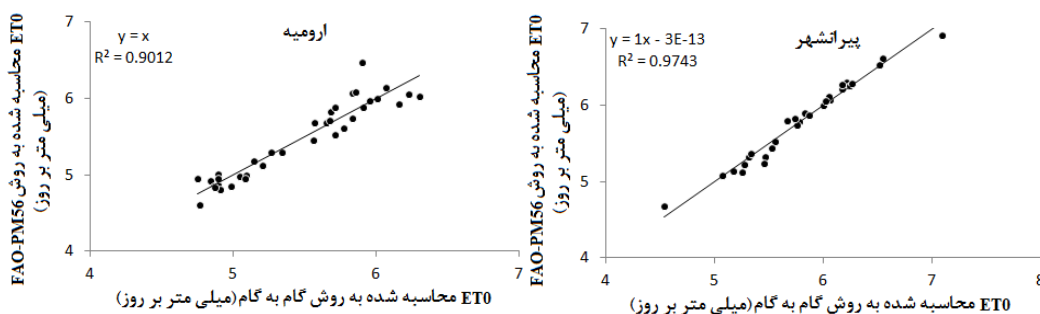 ارومیه
y = x
R² = 0.9012
7
6
5
4
4
5
6
7
ET0 محاسبه شده به روش FAO-PM56
(میلی متر بر روز)
ET0 محاسبه شده به روش گام به گام(میلی متر بر روز)
پیرانشهر
y = 1x - 3E-13
R² = 0.9743
7
6
5
4
4
5
6
7
8
ET0 محاسبه شده به روش FAO-PM56
(میلی متر بر روز)
ET0 محاسبه شده به روش گام به گام(میلی متر بر روز)